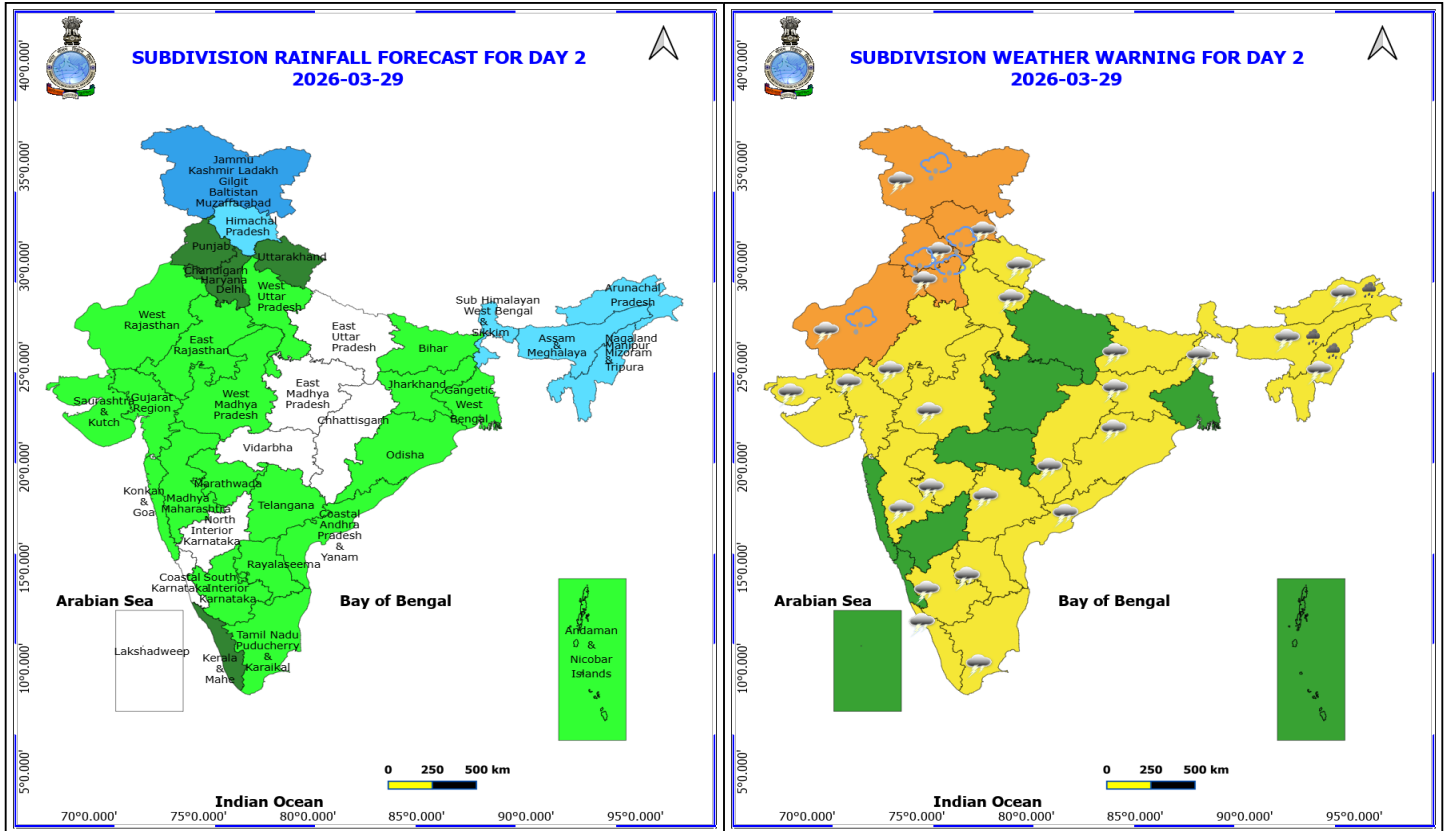 SUBDIVISION RAINFALL FORECAST FOR DAY 2
2026-03-29
40°0.000'
35°0.000'
30°0.000'
25°0.000'
20°0.000'
15°0.000'
10°0.000'
5°0.000'
Jammu
Kashmir Ladakh
Gilgit
Baltistan
Muzaffarabad
Himachal
Pradesh
Punjab
Uttarakhand
Chandigarh
Haryana
Delhi
West
Uttar
Pradesh
West
Rajasthan
East
Rajasthan
East
Uttar
Pradesh
Sub Himalayan
West Bengal
&
Sikkim
Arunachal
Pradesh
Assam
&
Meghalaya
Nagaland
Manipur
Mizoram
&
Tripura
Bihar
Jharkhand
Gangetic
West
Bengal
Saurashtra
&
Kutch
Gujarat
Region
West
Madhya
Pradesh
East
Madhya
Pradesh
Chhattisgarh
Vidarbha
Odisha
Konkan
&
Goa
Madhya
Maharashtra
Marathwada
Telangana
North
Interior
Karnataka
Coastal
Andhra
Pradesh
&
Yanam
Rayalaseema
Coastal
Karnataka
South
Interior
Karnataka
Arabian Sea
Bay of Bengal
Lakshadweep
Kerala
&
Mahe
Tamil Nadu
Puducherry
&
Karaikal
Andaman
&
Nicobar
Islands
0 250 500 km
Indian Ocean
70°0.000' 75°0.000' 80°0.000' 85°0.000' 90°0.000' 95°0.000'
SUBDIVISION WEATHER WARNING FOR DAY 2
2026-03-29
40°0.000'
35°0.000'
30°0.000'
25°0.000'
20°0.000'
15°0.000'
10°0.000'
5°0.000'
Arabian Sea
Bay of Bengal
0 250 500 km
Indian Ocean
70°0.000' 75°0.000' 80°0.000' 85°0.000' 90°0.000' 95°0.000'